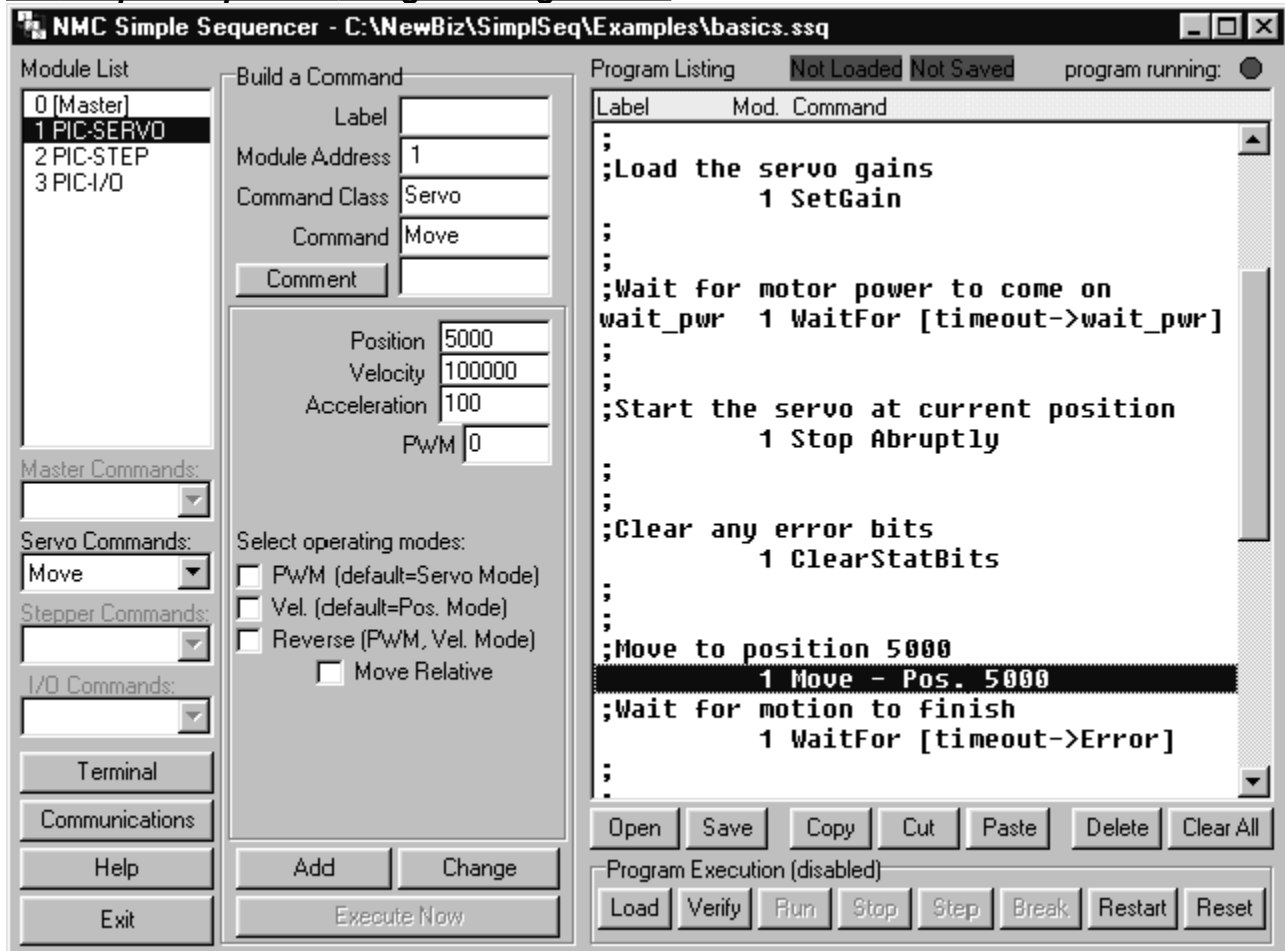 NMC Simple Sequencer - C:\NewBiz\SimplSeq\Examples\basics.ssq
Module List
0 [Master]
1 PIC-SERVO
2 PIC-STEP
3 PIC-I/O
Master Commands:
Servo Commands:
Move
Stepper Commands:
I/O Commands:
Terminal
Communications
Help
Exit
Build a Command
Label
Module Address 1
Command Class Servo
Command Move
Comment
Position 5000
Velocity 100000
Acceleration 100
PWM 0
Select operating modes:
PWM (default=Servo Mode)
Vel. (default=Pos. Mode)
Reverse (PWM, Vel. Mode)
Move Relative
Add Change
Execute Now
Program Listing Not Loaded Not Saved program running:
Label Mod. Command
;
;Load the servo gains
1 SetGain
;
;
;Wait for motor power to come on
wait_pwr 1 WaitFor [timeout->wait_pwr]
;
;
;Start the servo at current position
1 Stop Abruptly
;
;
;Clear any error bits
1 ClearStatBits
;
;
;Move to position 5000
1 Move - Pos. 5000
;Wait for motion to finish
1 WaitFor [timeout->Error]
;
Open Save Copy Cut Paste Delete Clear All
Program Execution (disabled)
Load Verify Run Stop Step Break Restart Reset